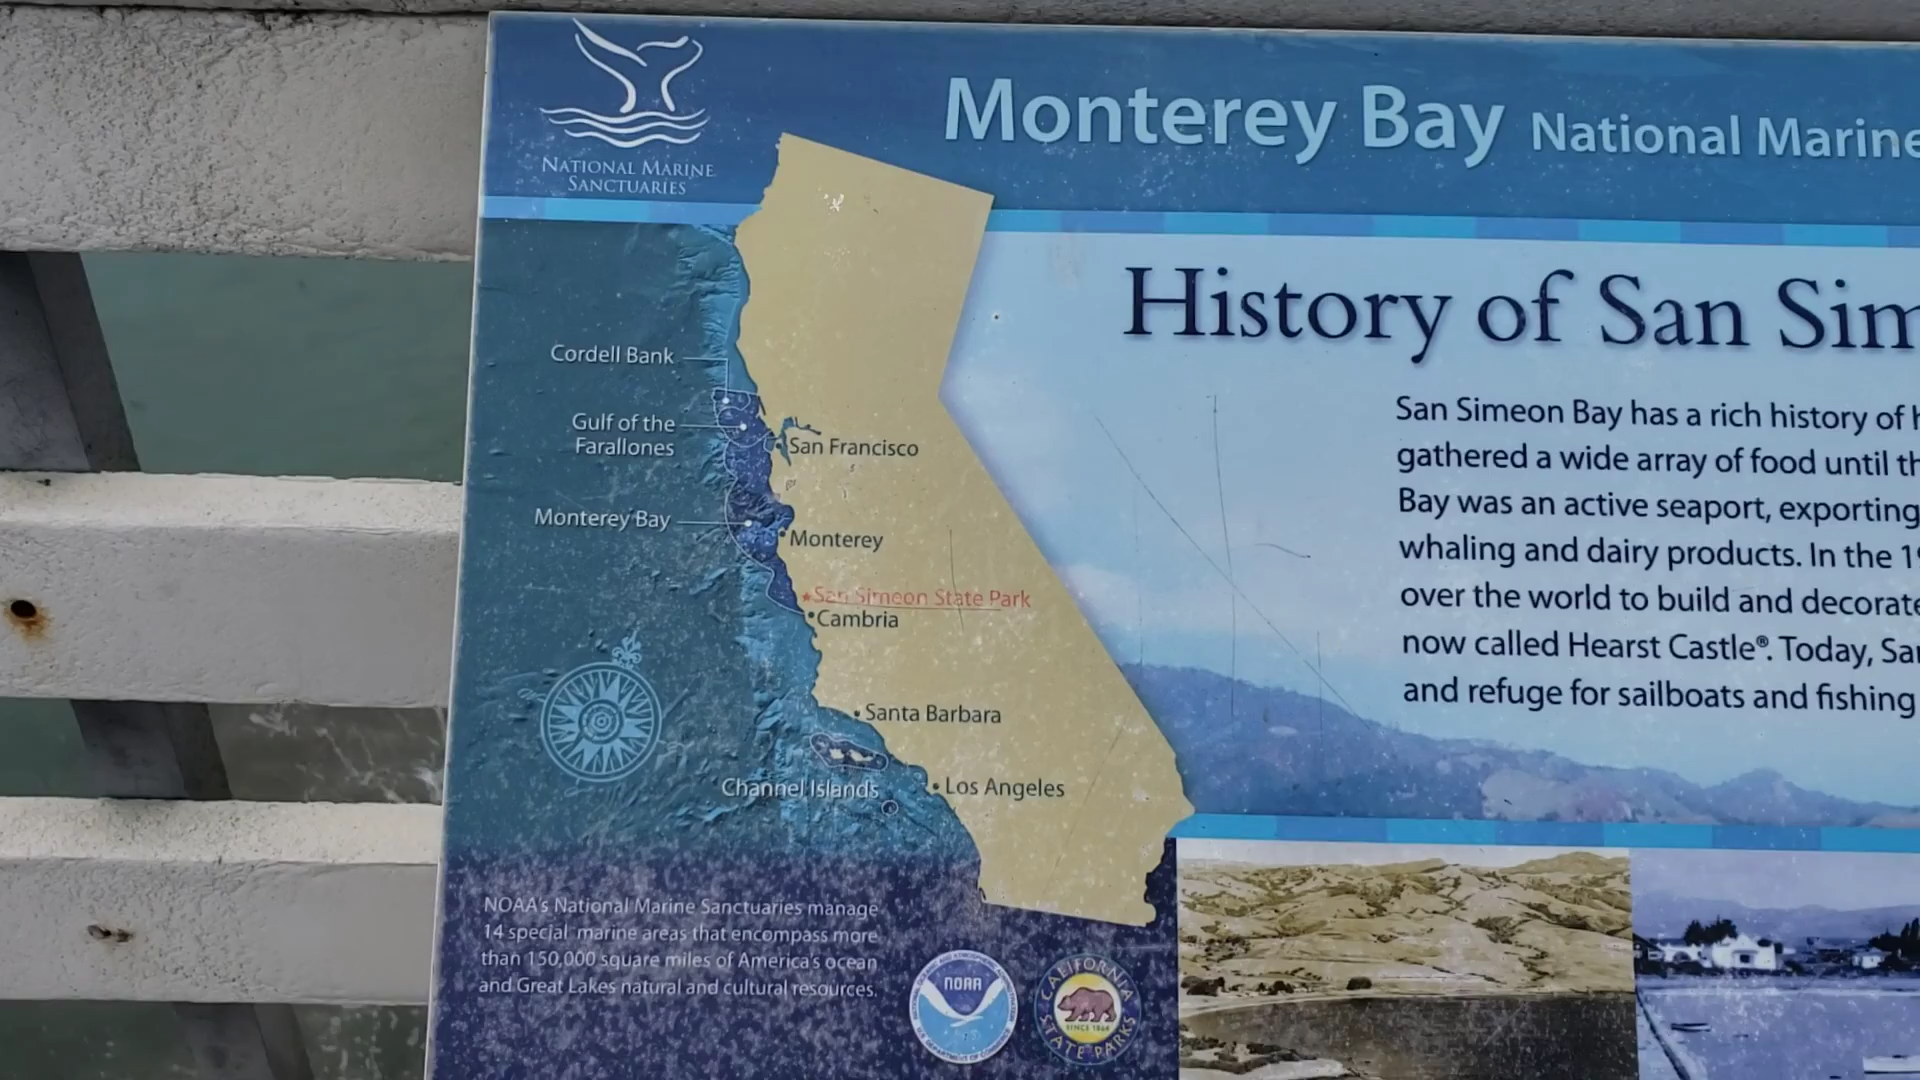 NATIONAL MARINE
SANCTUARIES
Monterey Bay National Marine
History of San Sim
San Simeon Bay has a rich history of h
gathered a wide array of food until th
Bay was an active seaport, exporting
whaling and dairy products. In the 19
over the world to build and decorate
now called Hearst Castle®. Today, San
and refuge for sailboats and fishing
Cordell Bank
Gulf of the
Farallones
San Francisco
Monterey Bay
Monterey
San Simeon State Park
Cambria
Santa Barbara
Channel Islands
Los Angeles
NOAA's National Marine Sanctuaries manage
14 special marine areas that encompass more
than 150,000 square miles of America's ocean
and Great Lakes natural and cultural resources.
NOAA
CALIFORNIA
SINCE 1864
STATE PARKS